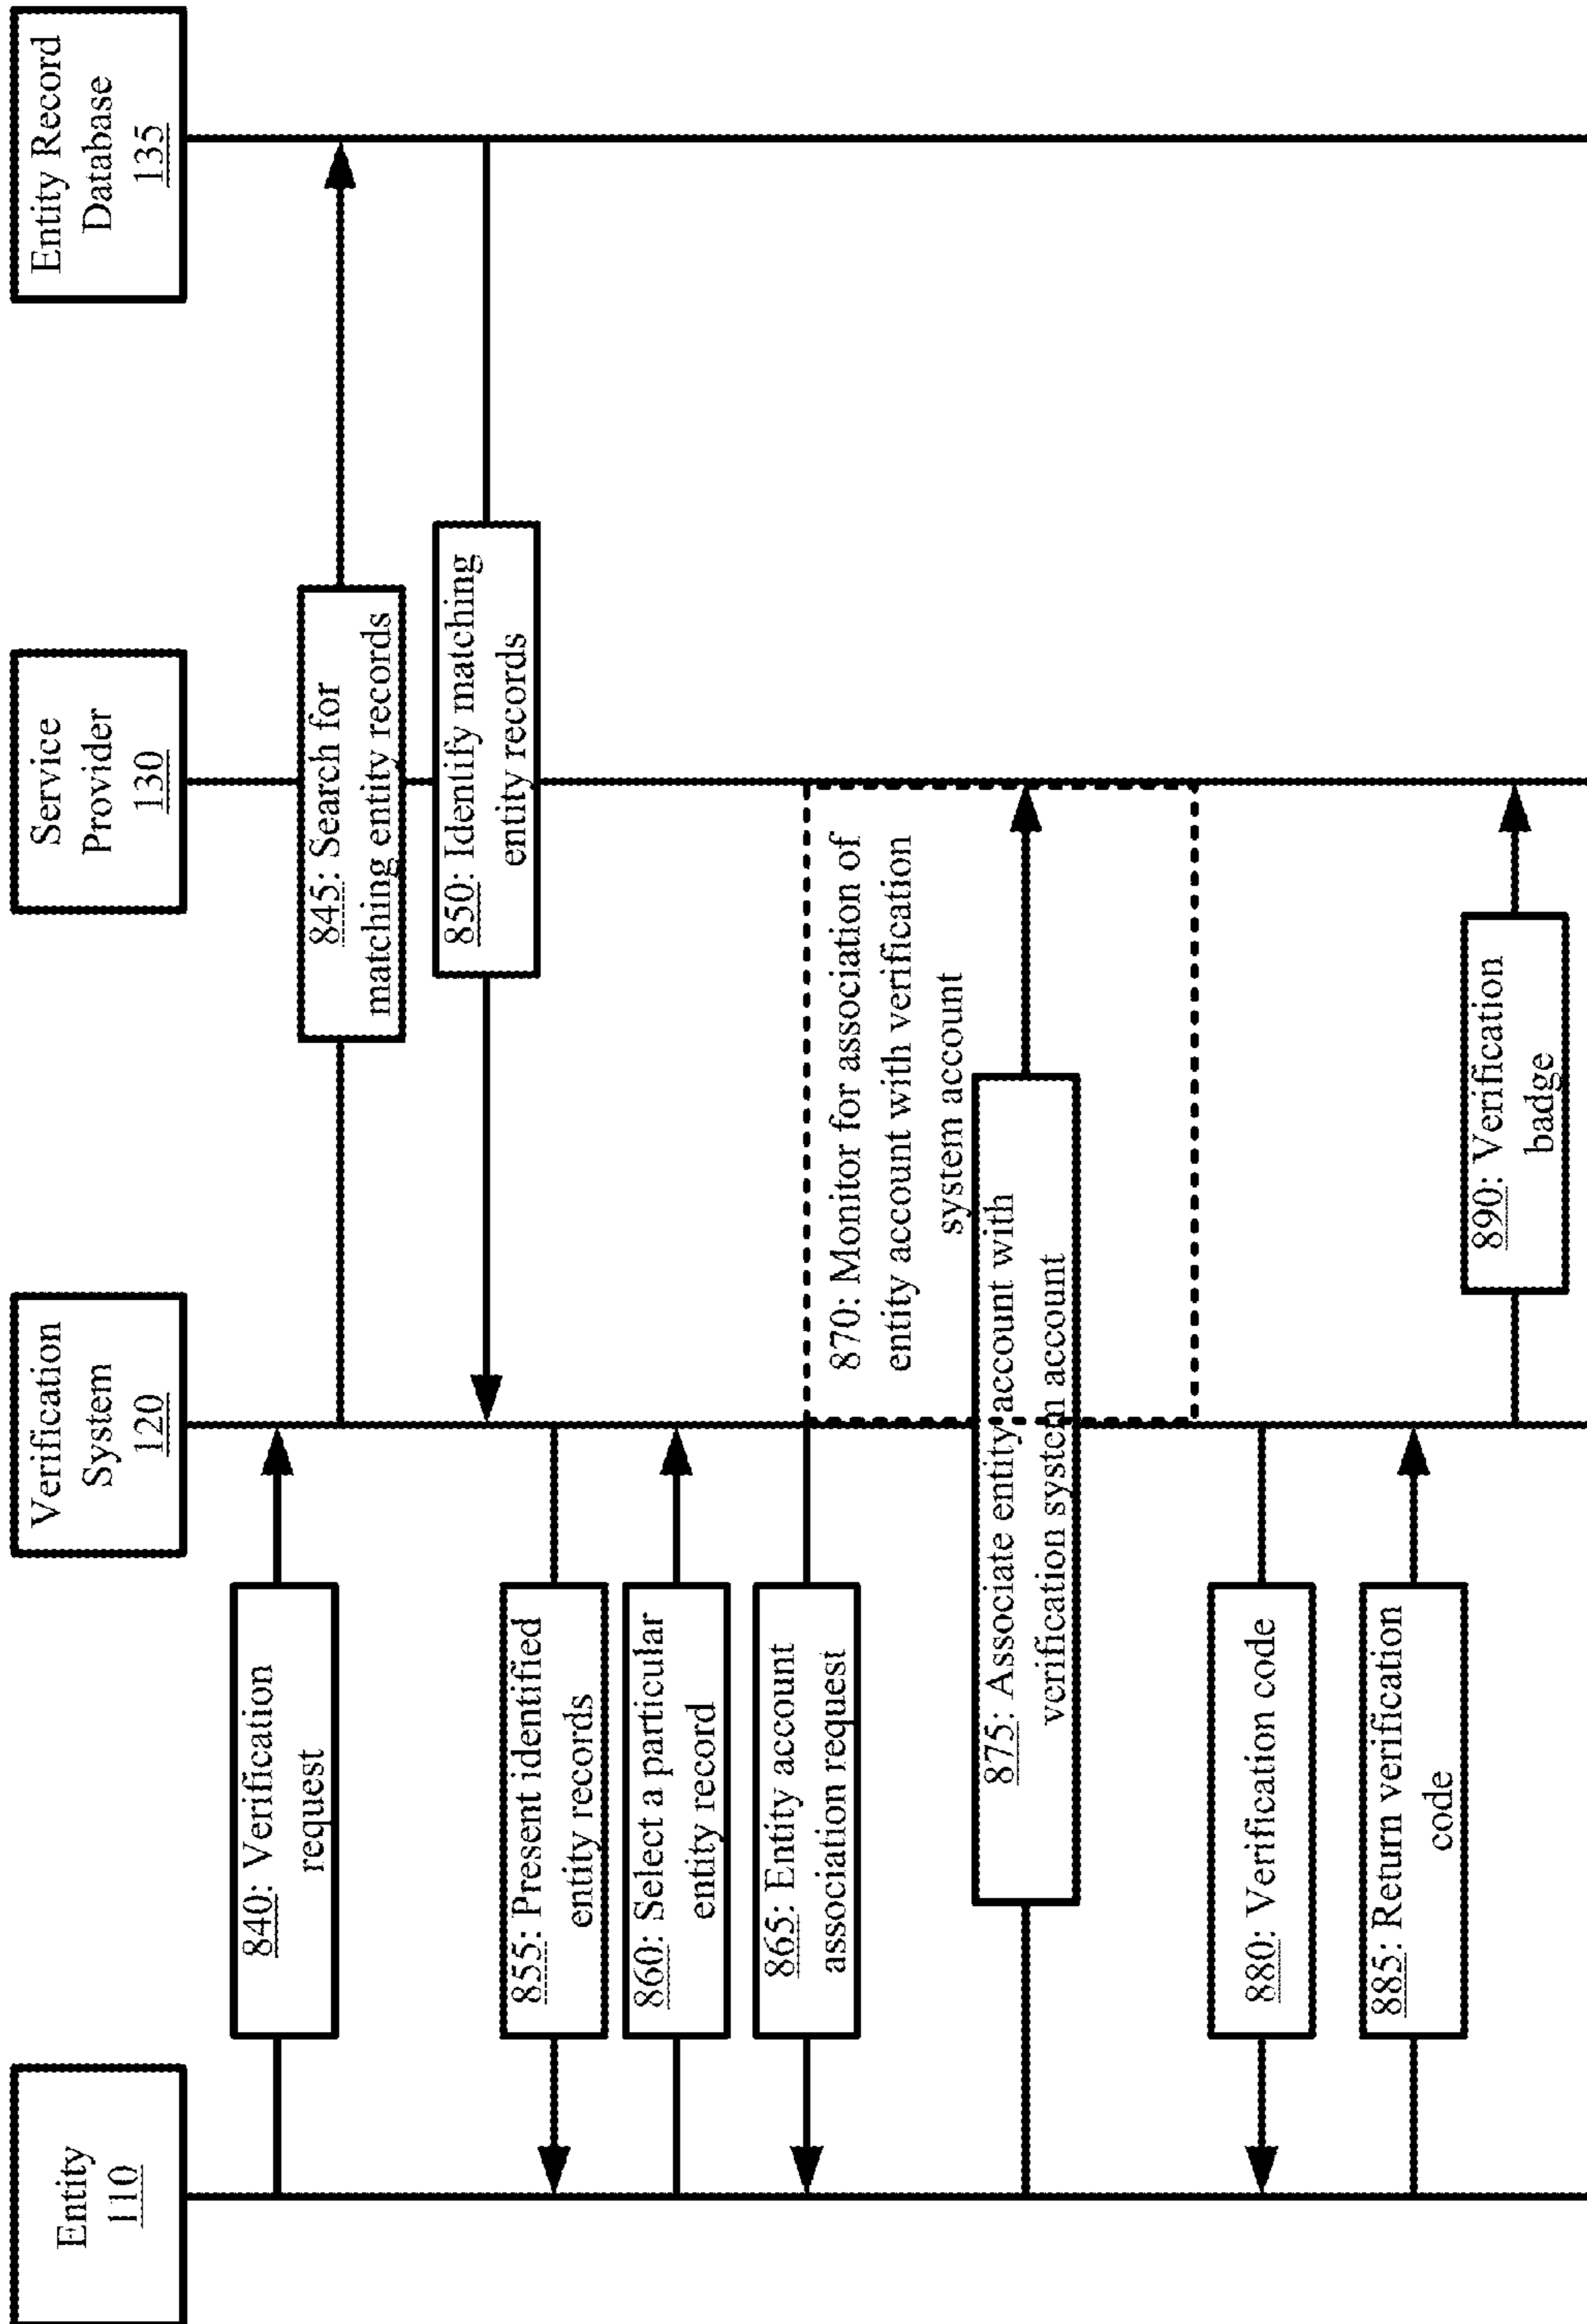 Entity
110
Verification
System
120
Service
Provider
130
Entity Record
Database
135
840: Verification
request
845: Search for
matching entity records
850: Identify matching
entity records
855: Present identified
entity records
860: Select a particular
entity record
865: Entity account
association request
870: Monitor for association of
entity account with verification
system account
875: Associate entity account with
verification system account
880: Verification code
885: Return verification
code
890: Verification
badge